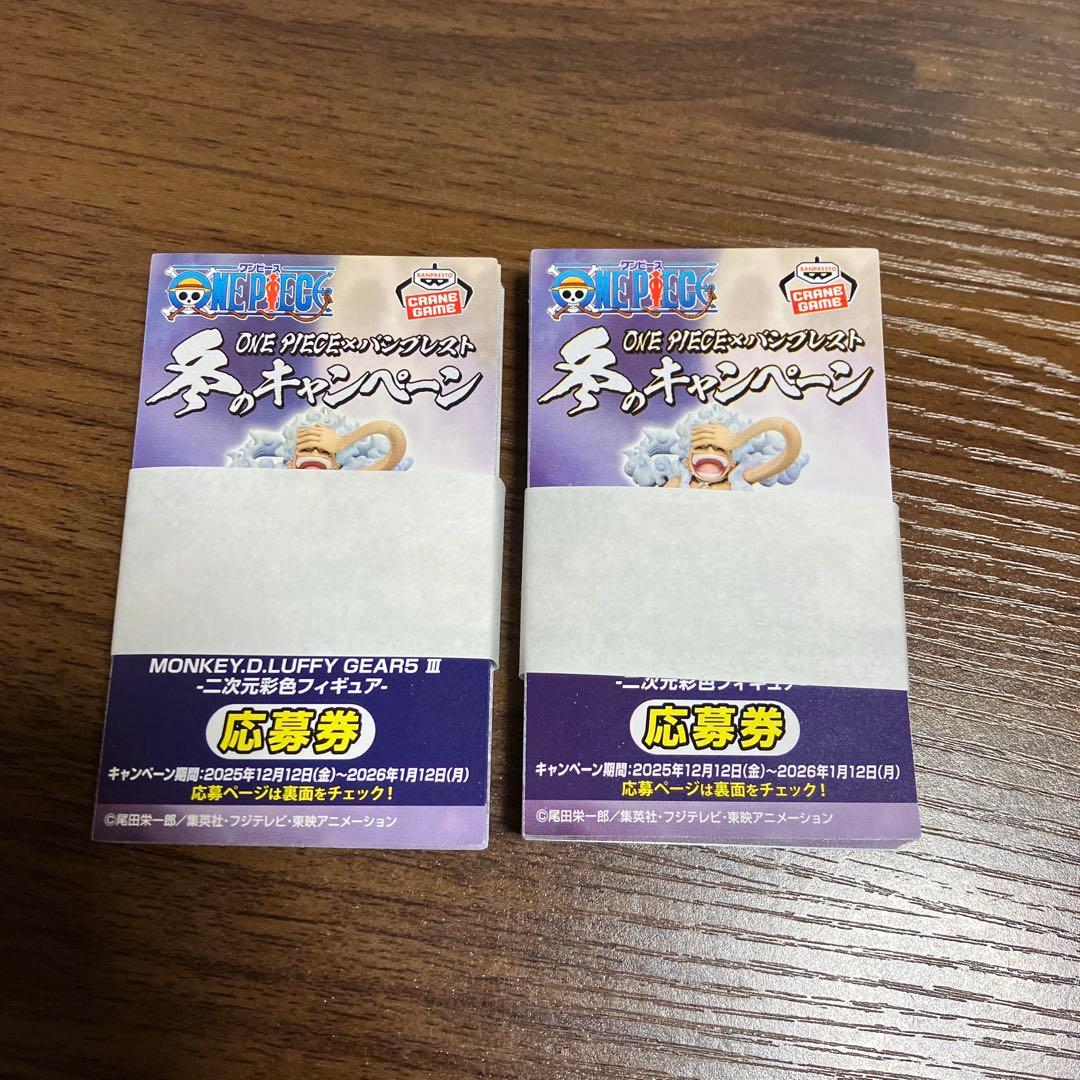 ワンピース
ONE PIECE
BANPRESTO
CRANE
GAME
ONE PIECE×バンプレスト
冬のキャンペーン
MONKEY.D.LUFFY GEAR5 Ⅲ
-二次元彩色フィギュア-
応募券
キャンペーン期間:2025年12月12日(金)〜2026年1月12日(月)
応募ページは裏面をチェック!
©尾田栄一郎/集英社・フジテレビ・東映アニメーション
ワンピース
ONE PIECE
BANPRESTO
CRANE
GAME
ONE PIECE×バンプレスト
冬のキャンペーン
-二次元彩色フィギュア-
応募券
キャンペーン期間:2025年12月12日(金)〜2026年1月12日(月)
応募ページは裏面をチェック!
©尾田栄一郎/集英社・フジテレビ・東映アニメーション